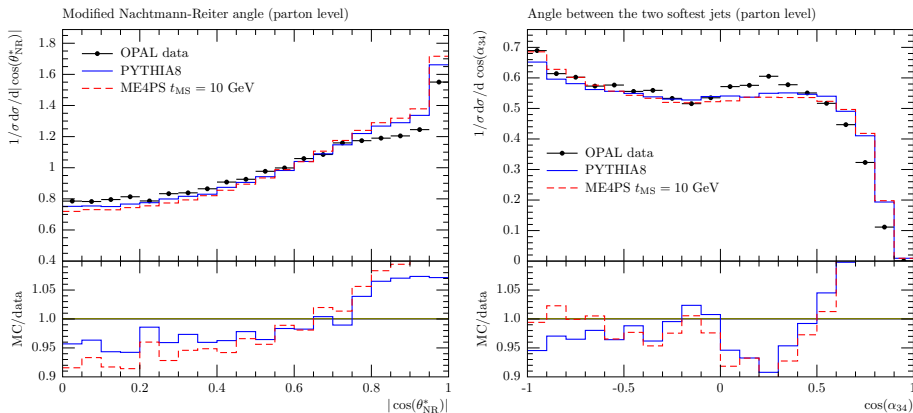 Modified Nachtmann-Reiter angle (parton level)
1/σ dσ/d| cos(θ*NR)|
1.8
1.6
1.4
1.2
1.0
0.8
0.6
0.4
OPAL data
PYTHIA8
ME4PS tMS = 10 GeV
MC/data
1.05
1.0
0.95
0.9
0 0.2 0.4 0.6 0.8 1
| cos(θ*NR)|
Angle between the two softest jets (parton level)
1/σ dσ/d cos(α34)
0.7
0.6
0.5
0.4
0.3
0.2
0.1
0
OPAL data
PYTHIA8
ME4PS tMS = 10 GeV
MC/data
1.05
1.0
0.95
0.9
-1 -0.5 0 0.5 1
cos(α34)